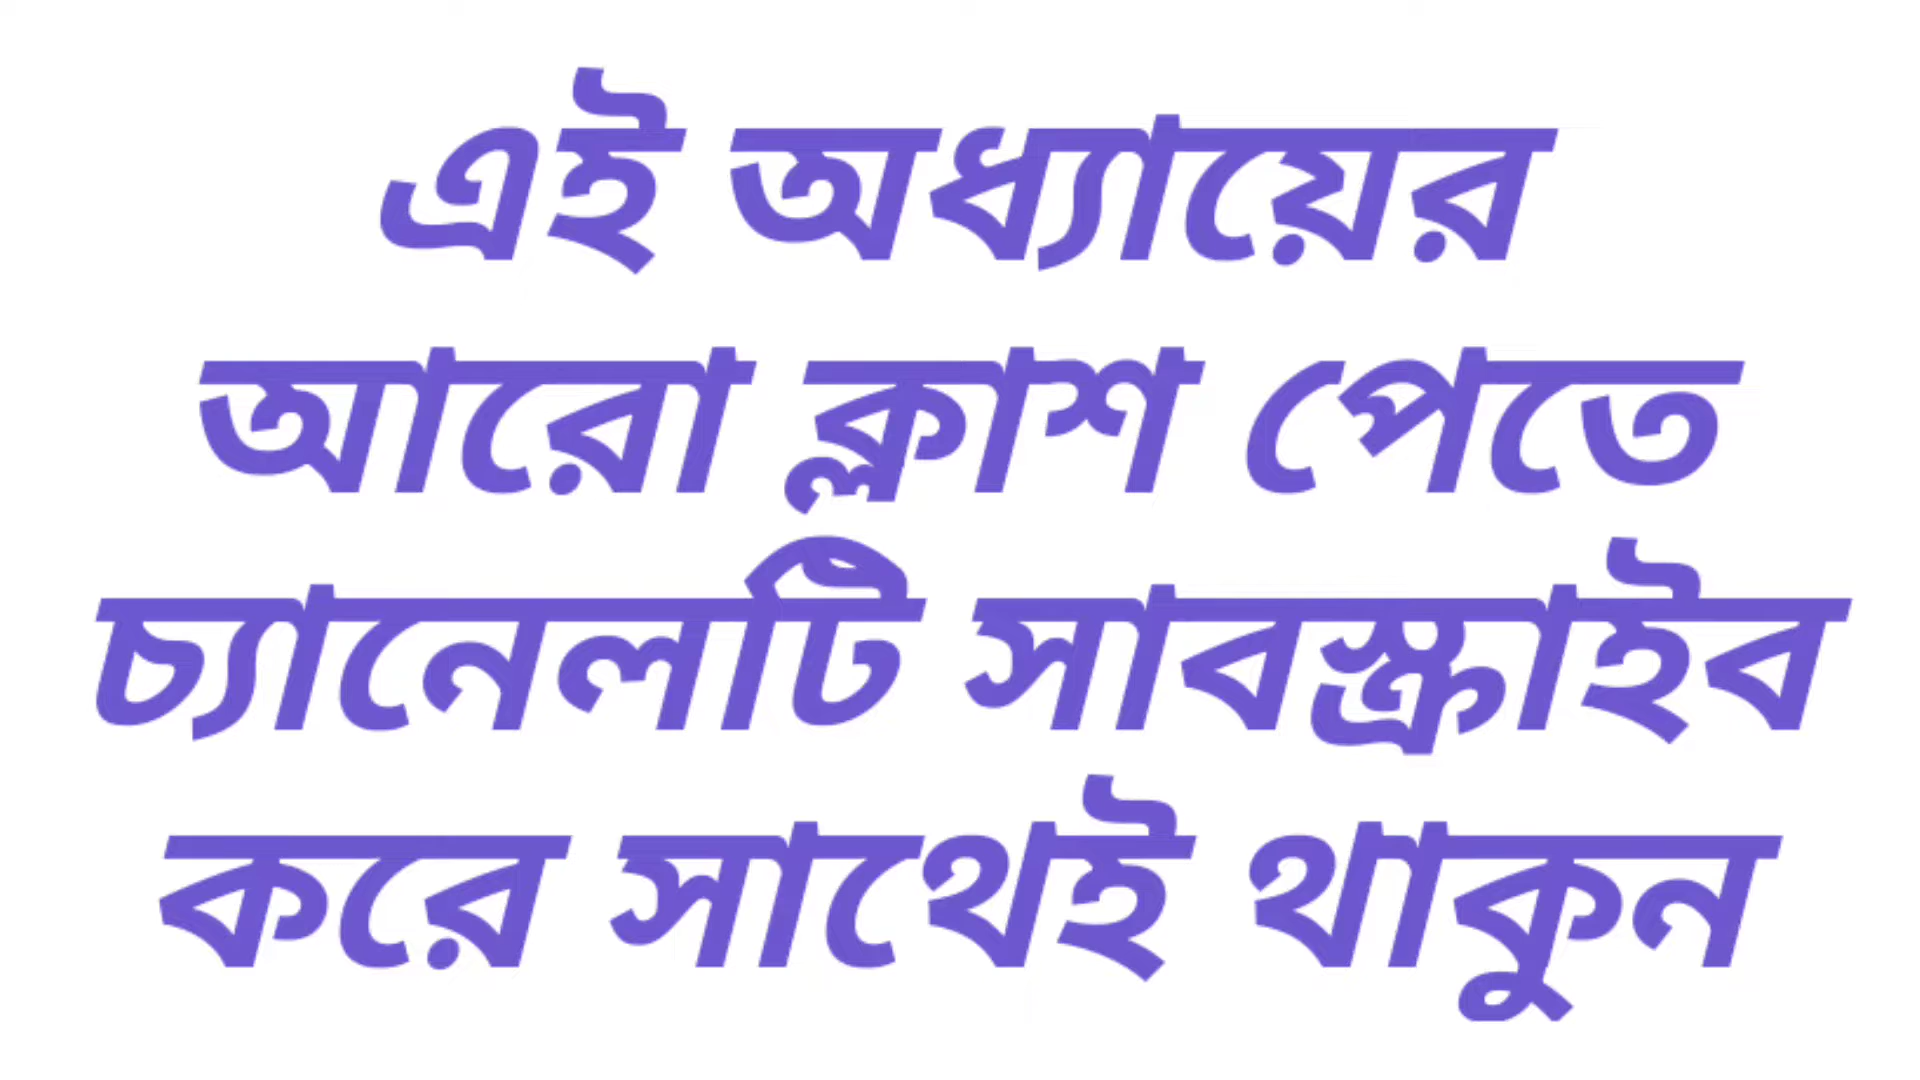 এই অধ্যায়ের
আরো ক্লাশ পেতে
চ্যানেলটি সাবস্ক্রাইব
করে সাথেই থাকুন